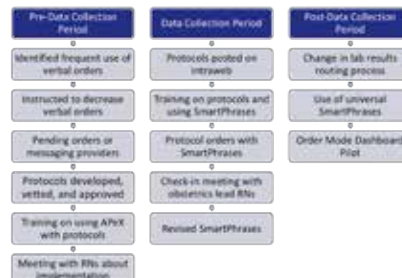 Pre-Data Collection
Period
Identified frequent use of
verbal orders
Instructed to decrease
verbal orders
Pending orders or
messaging providers
Protocols developed,
vetted, and approved
Training on using APeX
with protocols
Meeting with RNs about
implementation
Data Collection Period
Protocols posted on
intraweb
Training on protocols and
using SmartPhrases
Protocol orders with
SmartPhrases
Check-in meeting with
obstetrics lead RNs
Revised SmartPhrases
Post-Data Collection
Period
Change in lab results
routing process
Use of universal
SmartPhrases
Order Mode Dashboard
Pilot